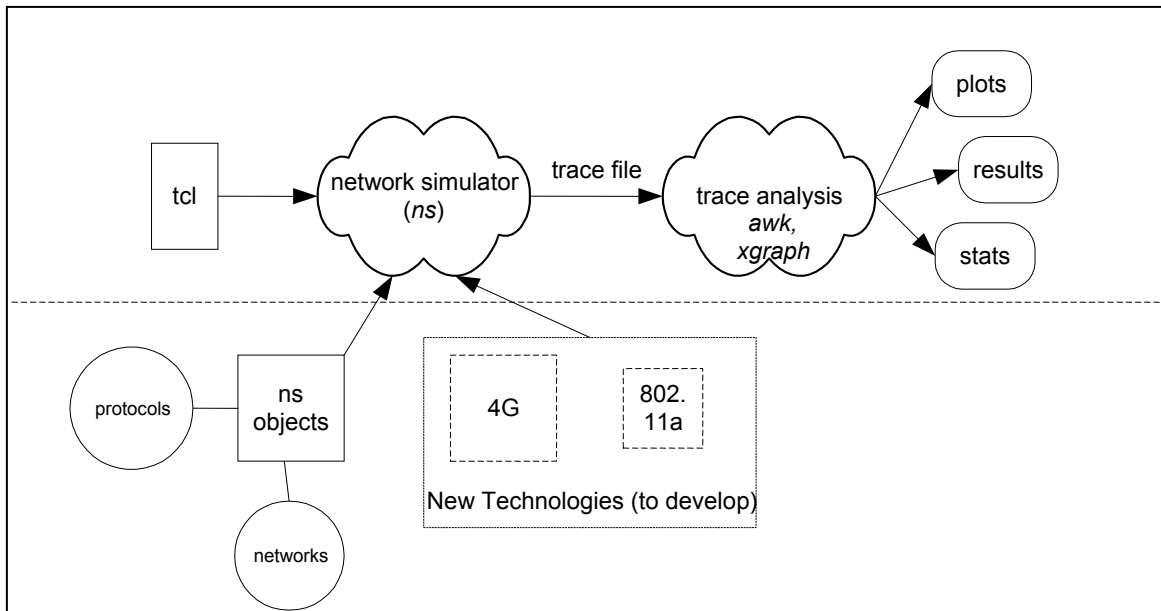 plots
tcl
network simulator
(ns)
trace file
trace analysis
awk,
xgraph
results
stats
protocols
ns
objects
networks
4G
802.
11a
New Technologies (to develop)